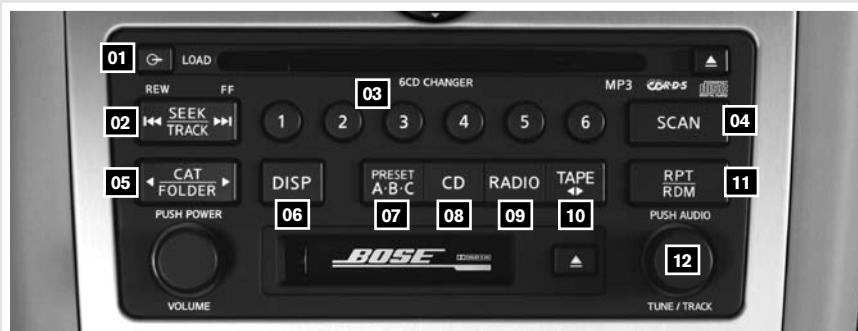 01 LOAD
6CD CHANGER MP3
REW FF
02 SEEK TRACK
03
1 2 3 4 5 6
SCAN 04
05 CAT FOLDER
DISP
PRESET A·B·C
CD
RADIO
TAPE
RPT RDM 11
06 07 08 09 10
PUSH POWER
PUSH AUDIO
BOSE
12
VOLUME
TUNE / TRACK